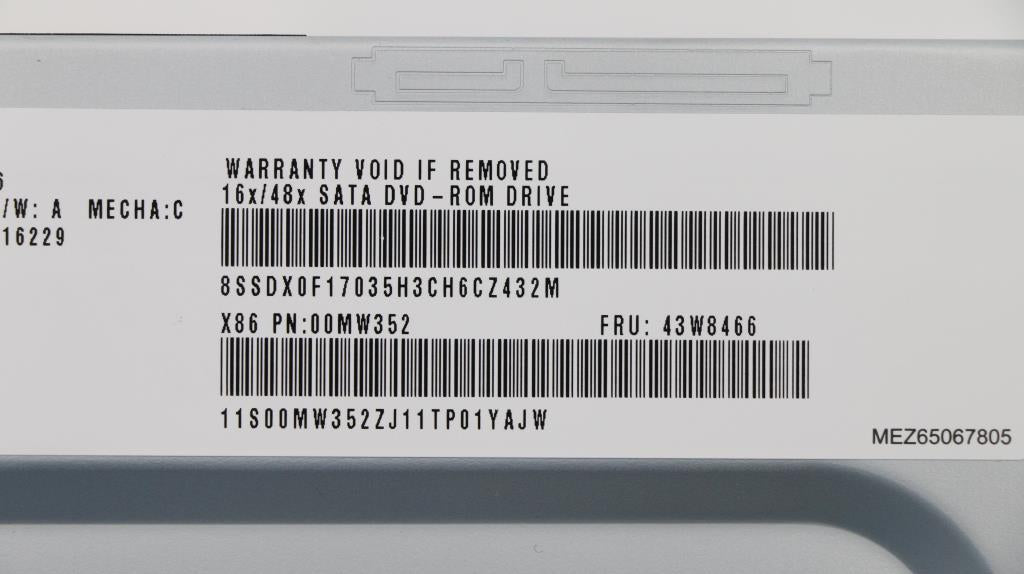 WARRANTY VOID IF REMOVED
16x/48x SATA DVD-ROM DRIVE
/W: A MECHA:C
16229
8SSDX0F17035H3CH6CZ432M
X86 PN:00MW352 FRU: 43W8466
11S00MW352ZJ11TP01YAJW
MEZ65067805